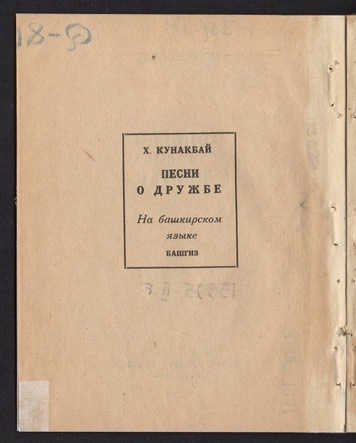 Х. КУНАКБАЙ
ПЕСНИ
О ДРУЖБЕ
На башкирском
языке
БАШГИЗ